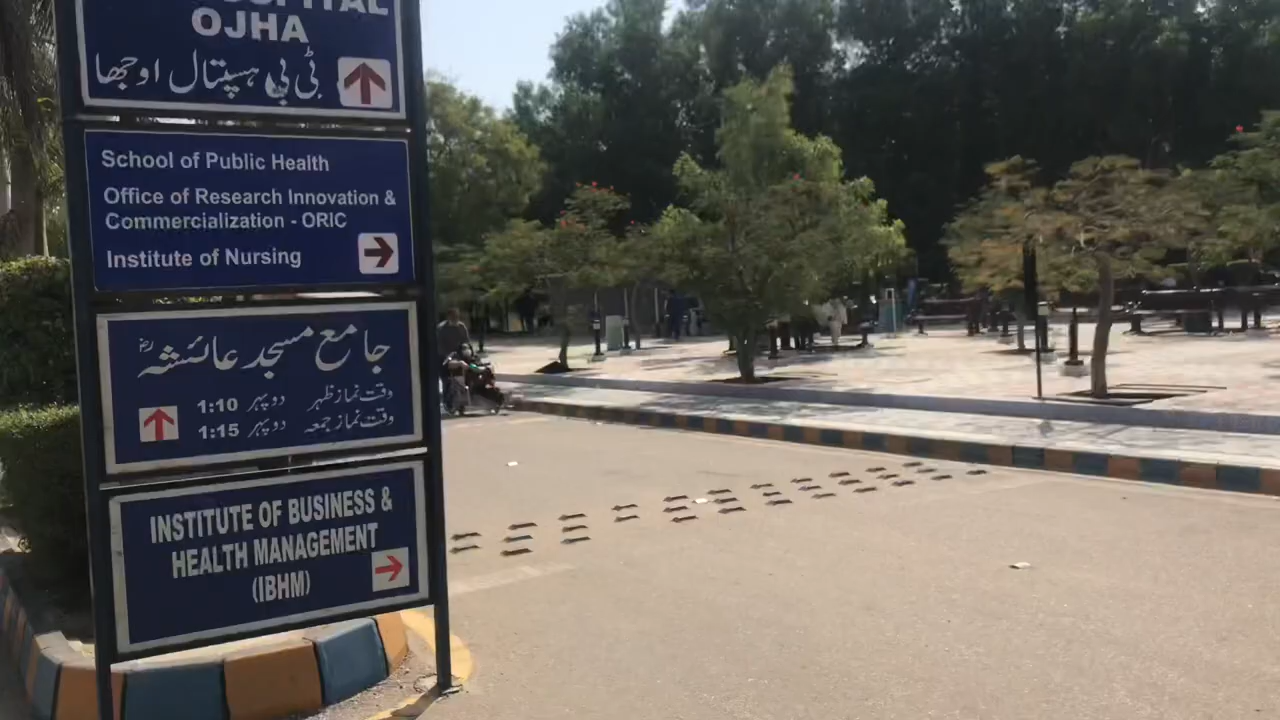 HOSPITAL
OJHA
ٹی بی ہسپتال اوجھا
School of Public Health
Office of Research Innovation &
Commercialization - ORIC
Institute of Nursing
جامع مسجد عائشہ رضؓ
وقت نماز ظہر دوپہر 1:10
وقت نماز جمعہ دوپہر 1:15
INSTITUTE OF BUSINESS &
HEALTH MANAGEMENT
(IBHM)